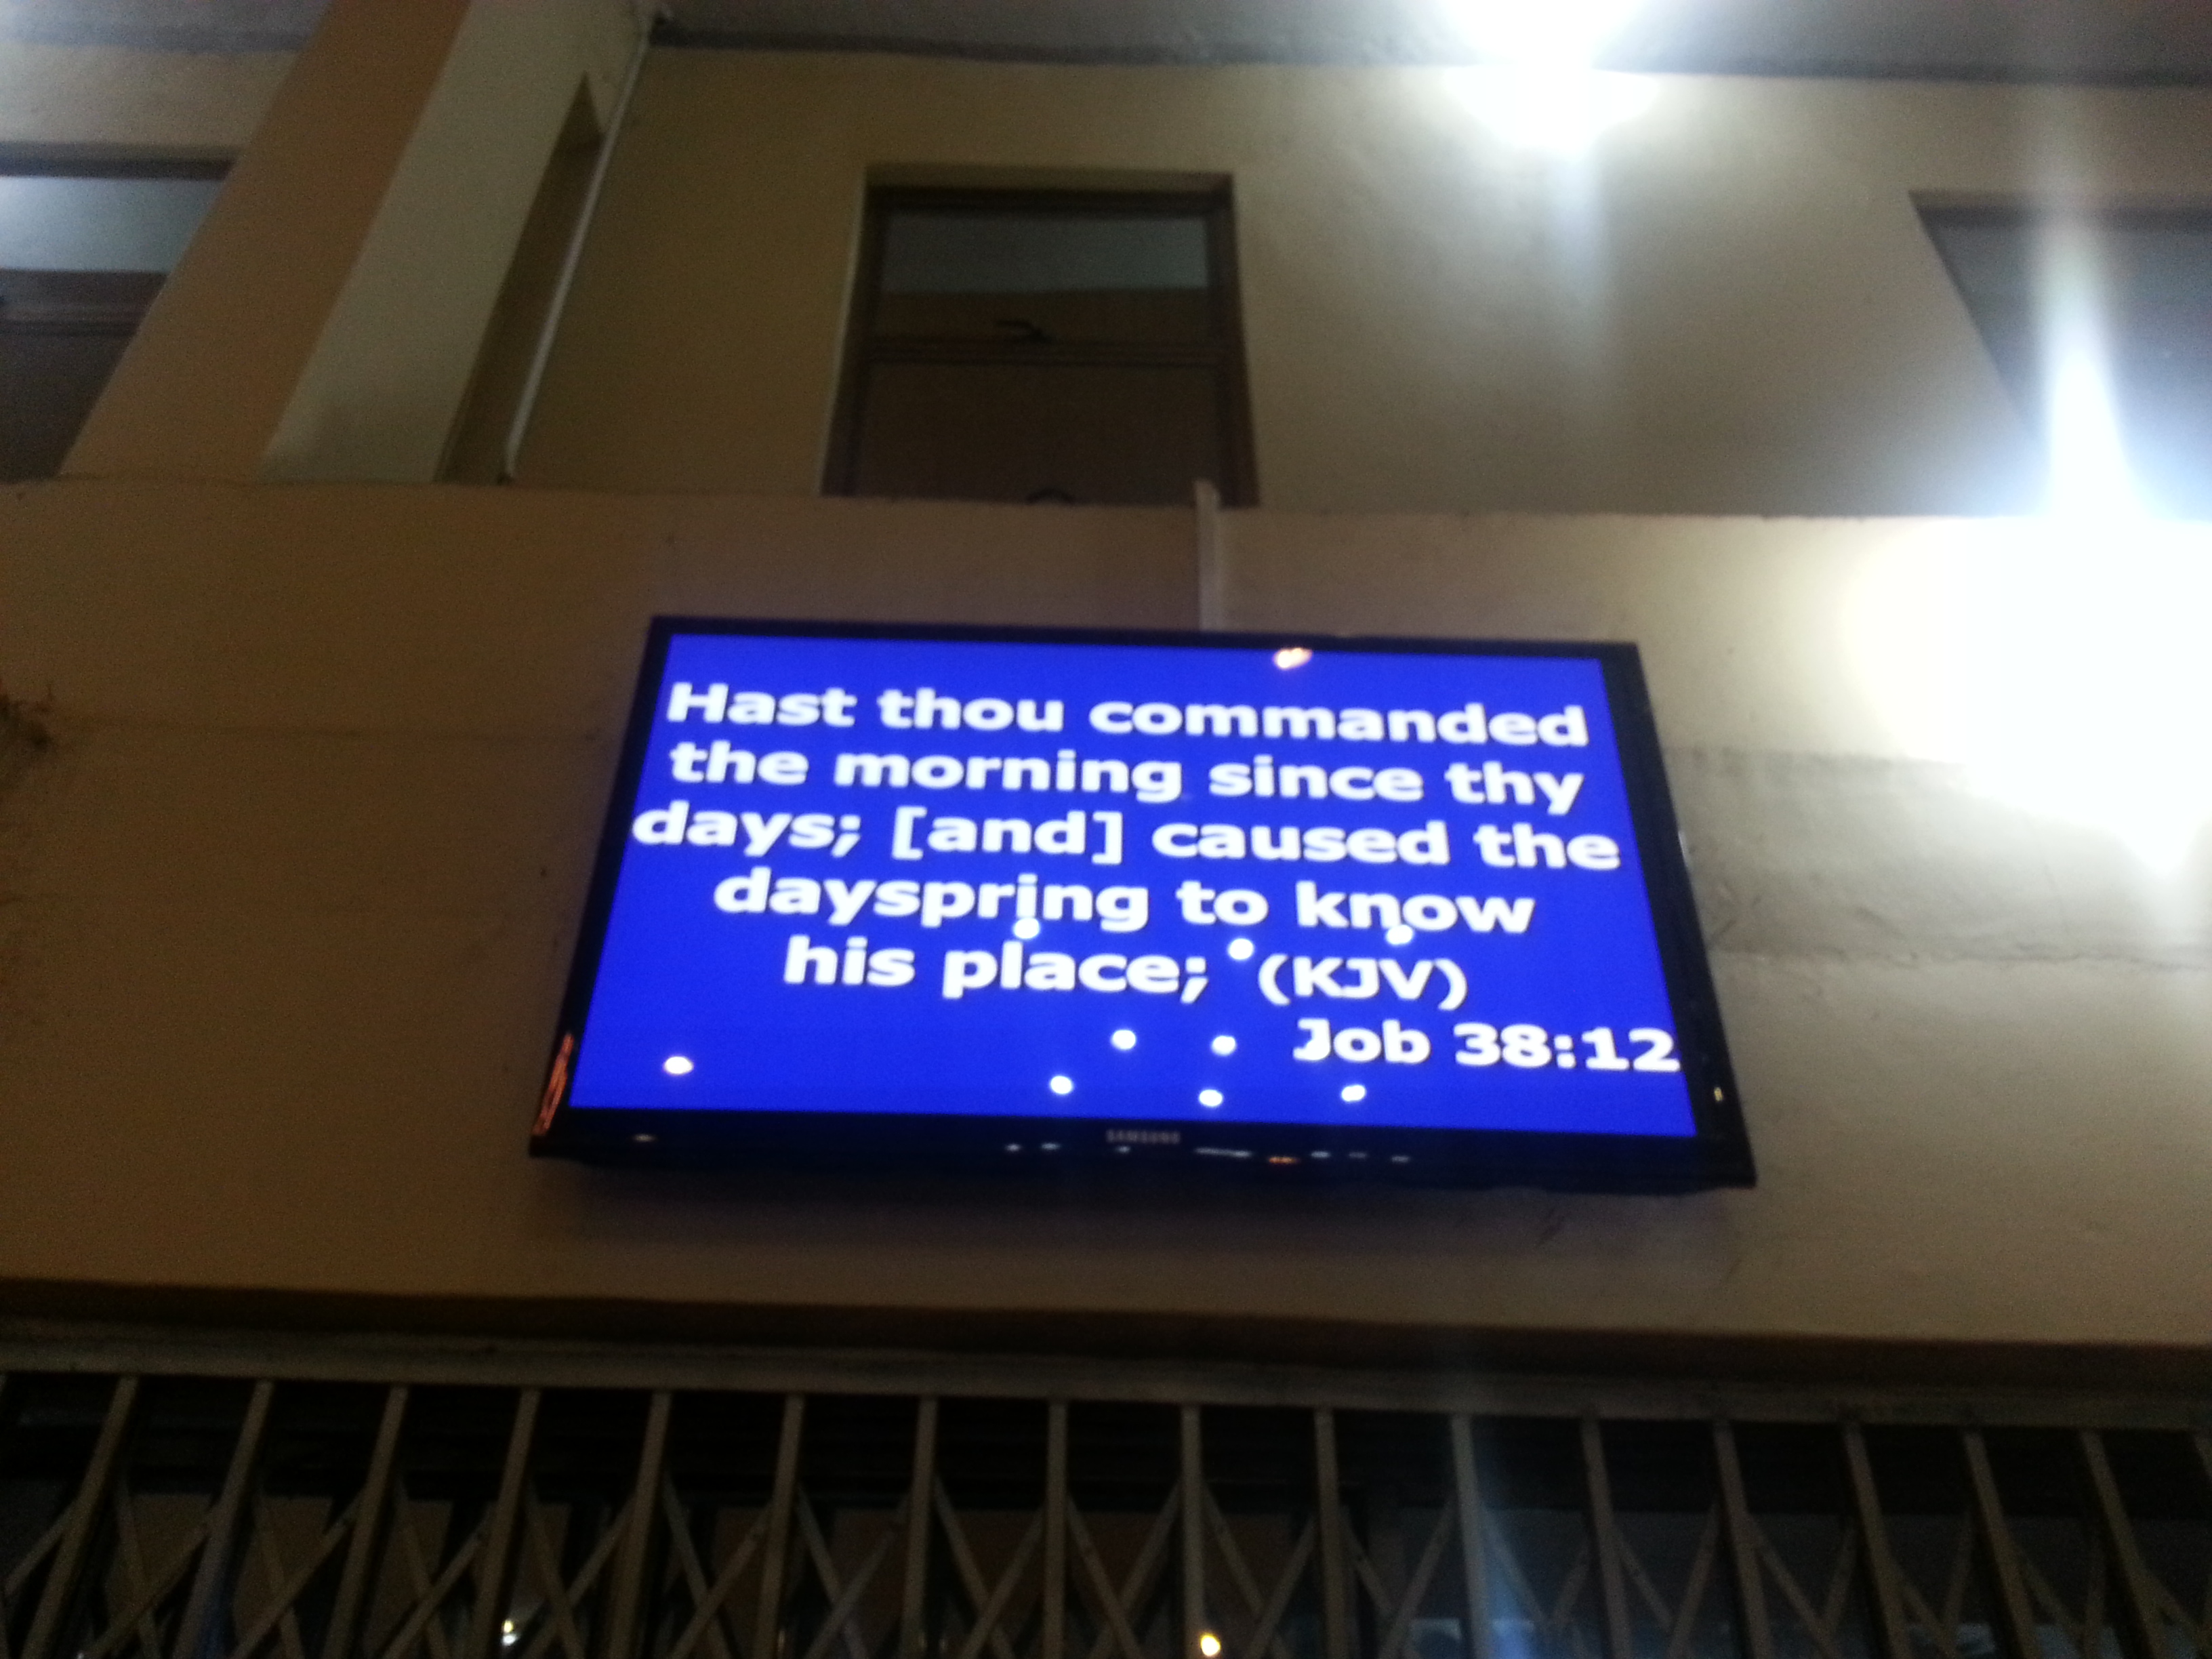 Hast thou commanded
the morning since thy
days; [and] caused the
dayspring to know
his place; (KJV)
Job 38:12
SAMSUNG